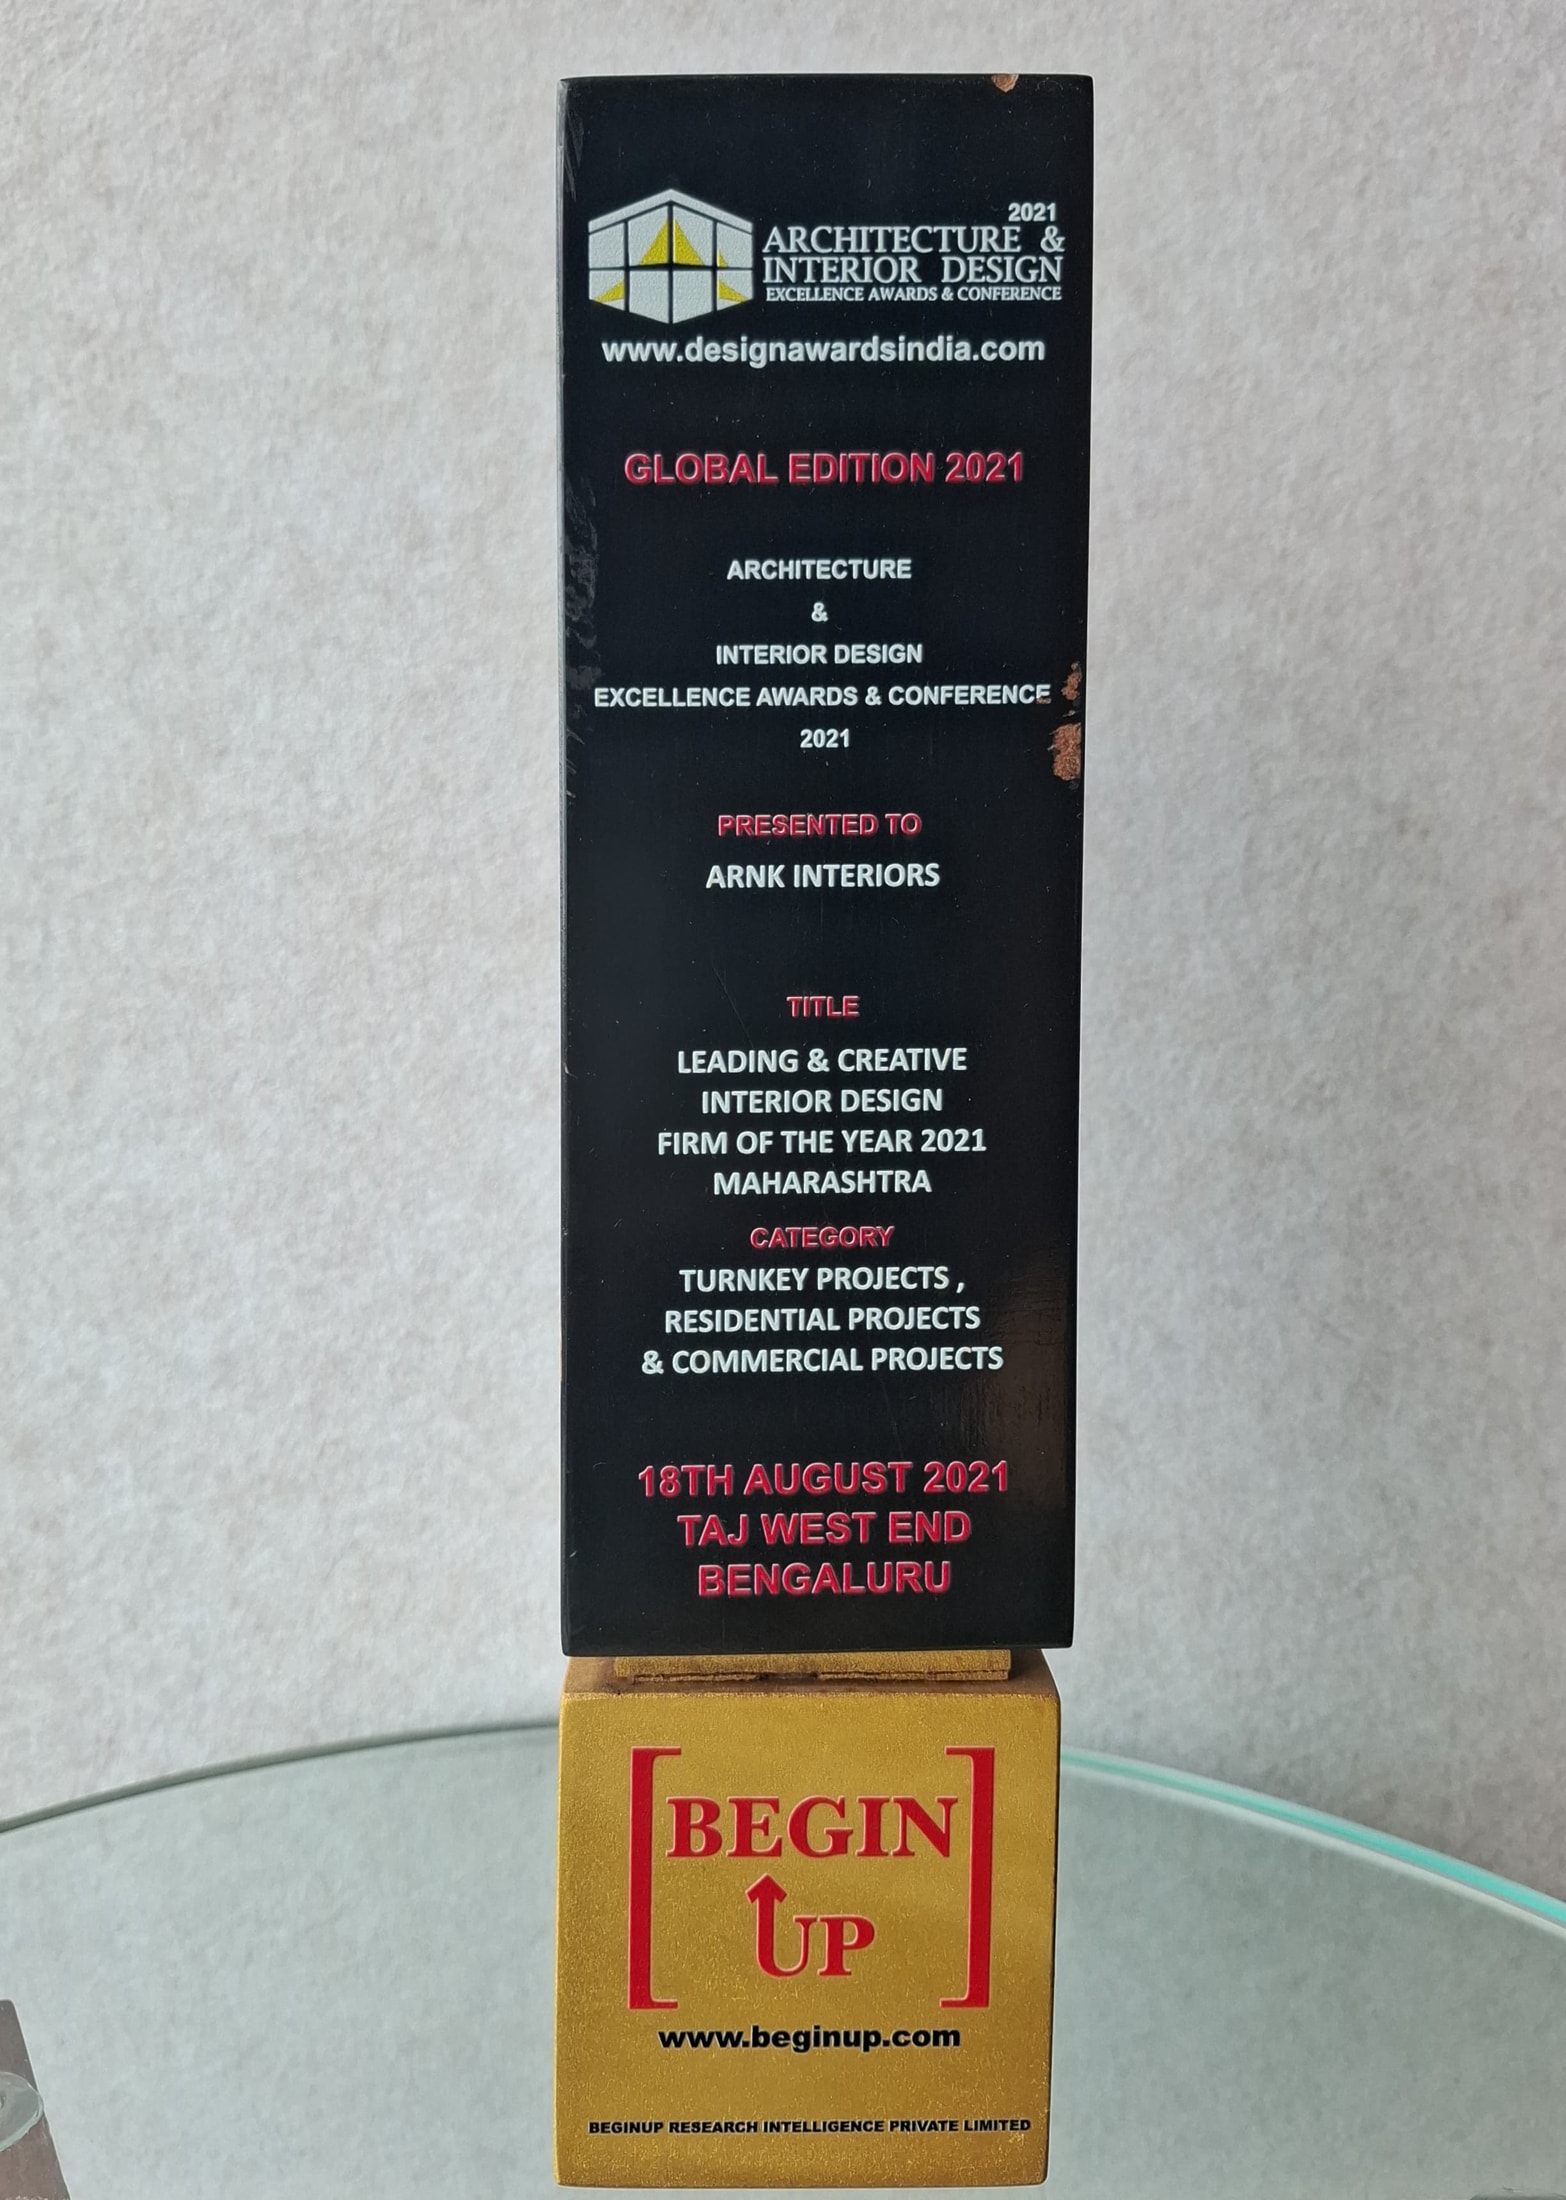 2021
ARCHITECTURE &
INTERIOR DESIGN
EXCELLENCE AWARDS & CONFERENCE
www.designawardsindia.com
GLOBAL EDITION 2021
ARCHITECTURE
&
INTERIOR DESIGN
EXCELLENCE AWARDS & CONFERENCE
2021
PRESENTED TO
ARNK INTERIORS
TITLE
LEADING & CREATIVE
INTERIOR DESIGN
FIRM OF THE YEAR 2021
MAHARASHTRA
CATEGORY
TURNKEY PROJECTS ,
RESIDENTIAL PROJECTS
& COMMERCIAL PROJECTS
18TH AUGUST 2021
TAJ WEST END
BENGALURU
BEGIN
UP
www.beginup.com
BEGINUP RESEARCH INTELLIGENCE PRIVATE LIMITED